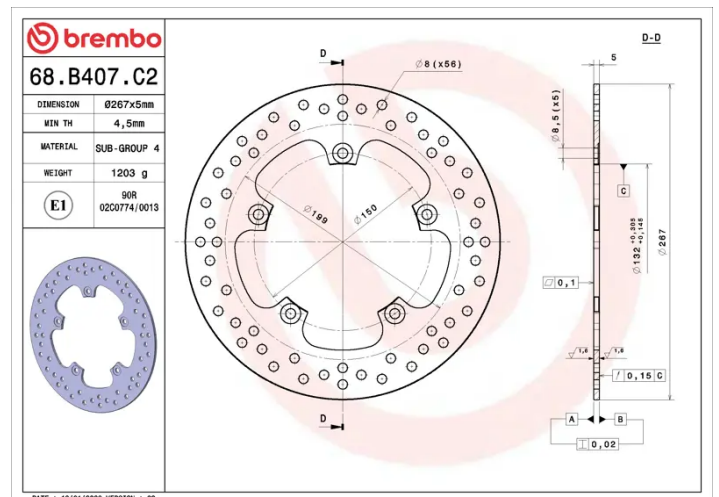 brembo
68.B407.C2
DIMENSION Ø267x5mm
MIN TH 4,5mm
MATERIAL SUB-GROUP 4
WEIGHT 1203 g
E1 90R
02C0774/0013
D
Ø8 (x56)
Ø199
Ø150
D
D-D
5
Ø8,5 (x5)
C
Ø132 +0,305 +0,145
Ø267
0,1
1,6 1,6
0,15 C
A B
0,02